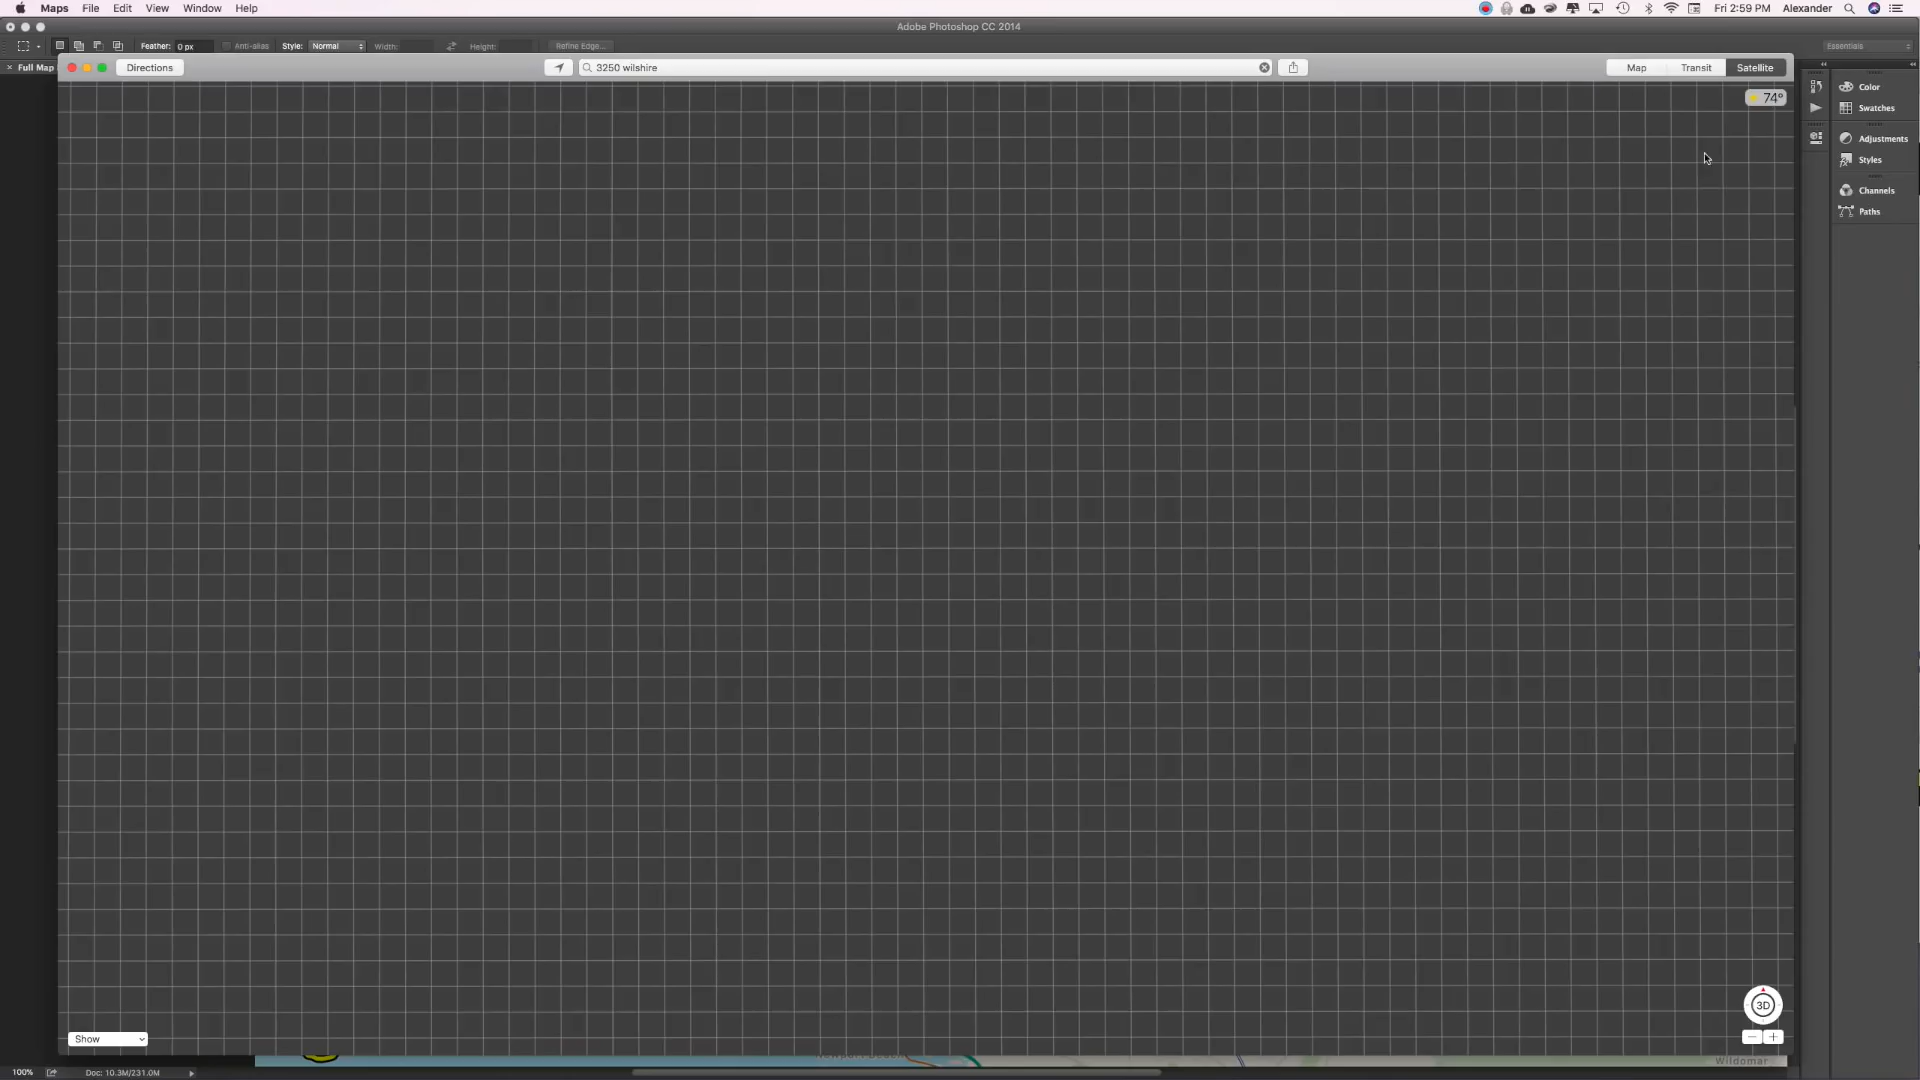 Maps File Edit View Window Help Fri 2:59 PM Alexander
Adobe Photoshop CC 2014
Feather: 0 px Anti-alias Style: Normal Width: Height: Refine Edge... Essentials
× Full Map
Directions 3250 wilshire Map Transit Satellite
74°
Color
Swatches
Adjustments
Styles
Channels
Paths
3D
Show
Wildomar
100% Doc: 10.3M/231.0M